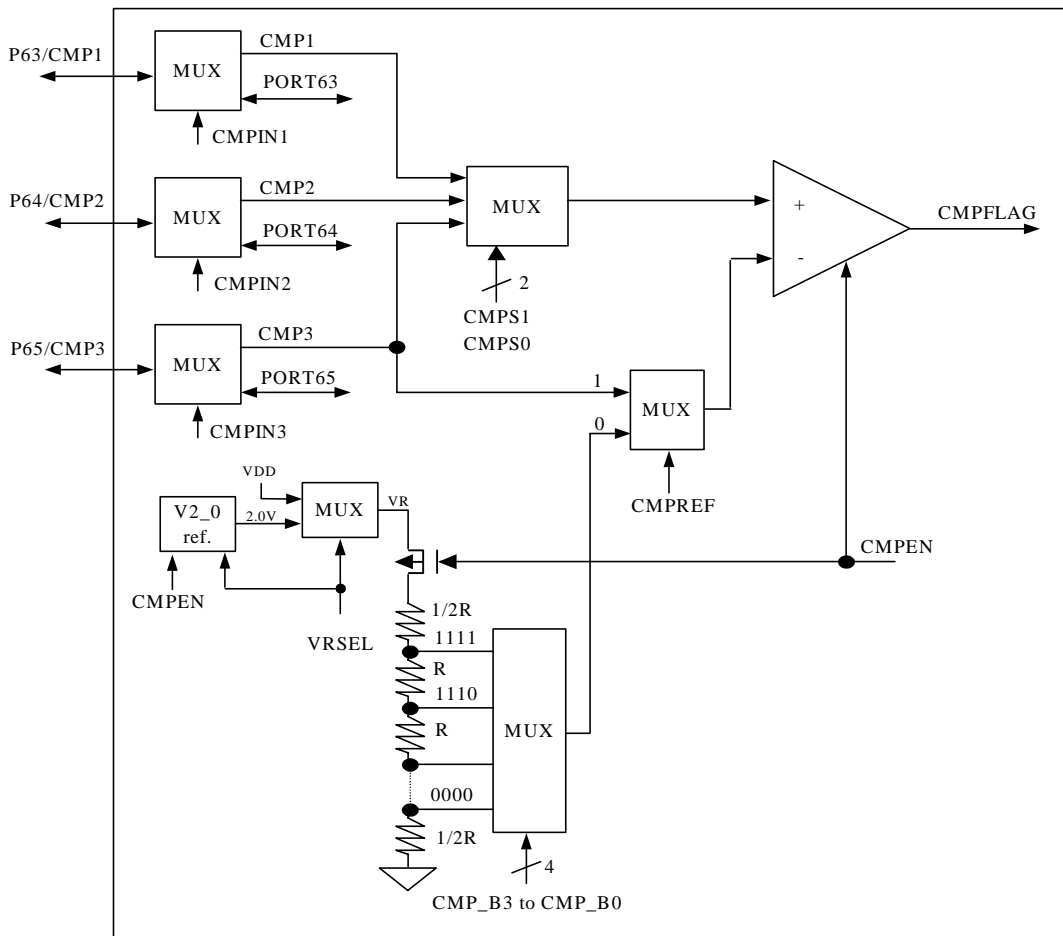 CMP1
P63/CMP1
MUX
PORT63
CMPIN1
CMP2
P64/CMP2
MUX
PORT64
CMPIN2
MUX
2
CMPS1
CMPS0
+
-
CMPFLAG
CMP3
P65/CMP3
MUX
PORT65
CMPIN3
1
0
MUX
CMPREF
VDD
V2_0
ref.
2.0V
MUX
VR
CMPEN
CMPEN
VRSEL
1/2R
1111
R
1110
R
MUX
0000
1/2R
4
CMP_B3 to CMP_B0